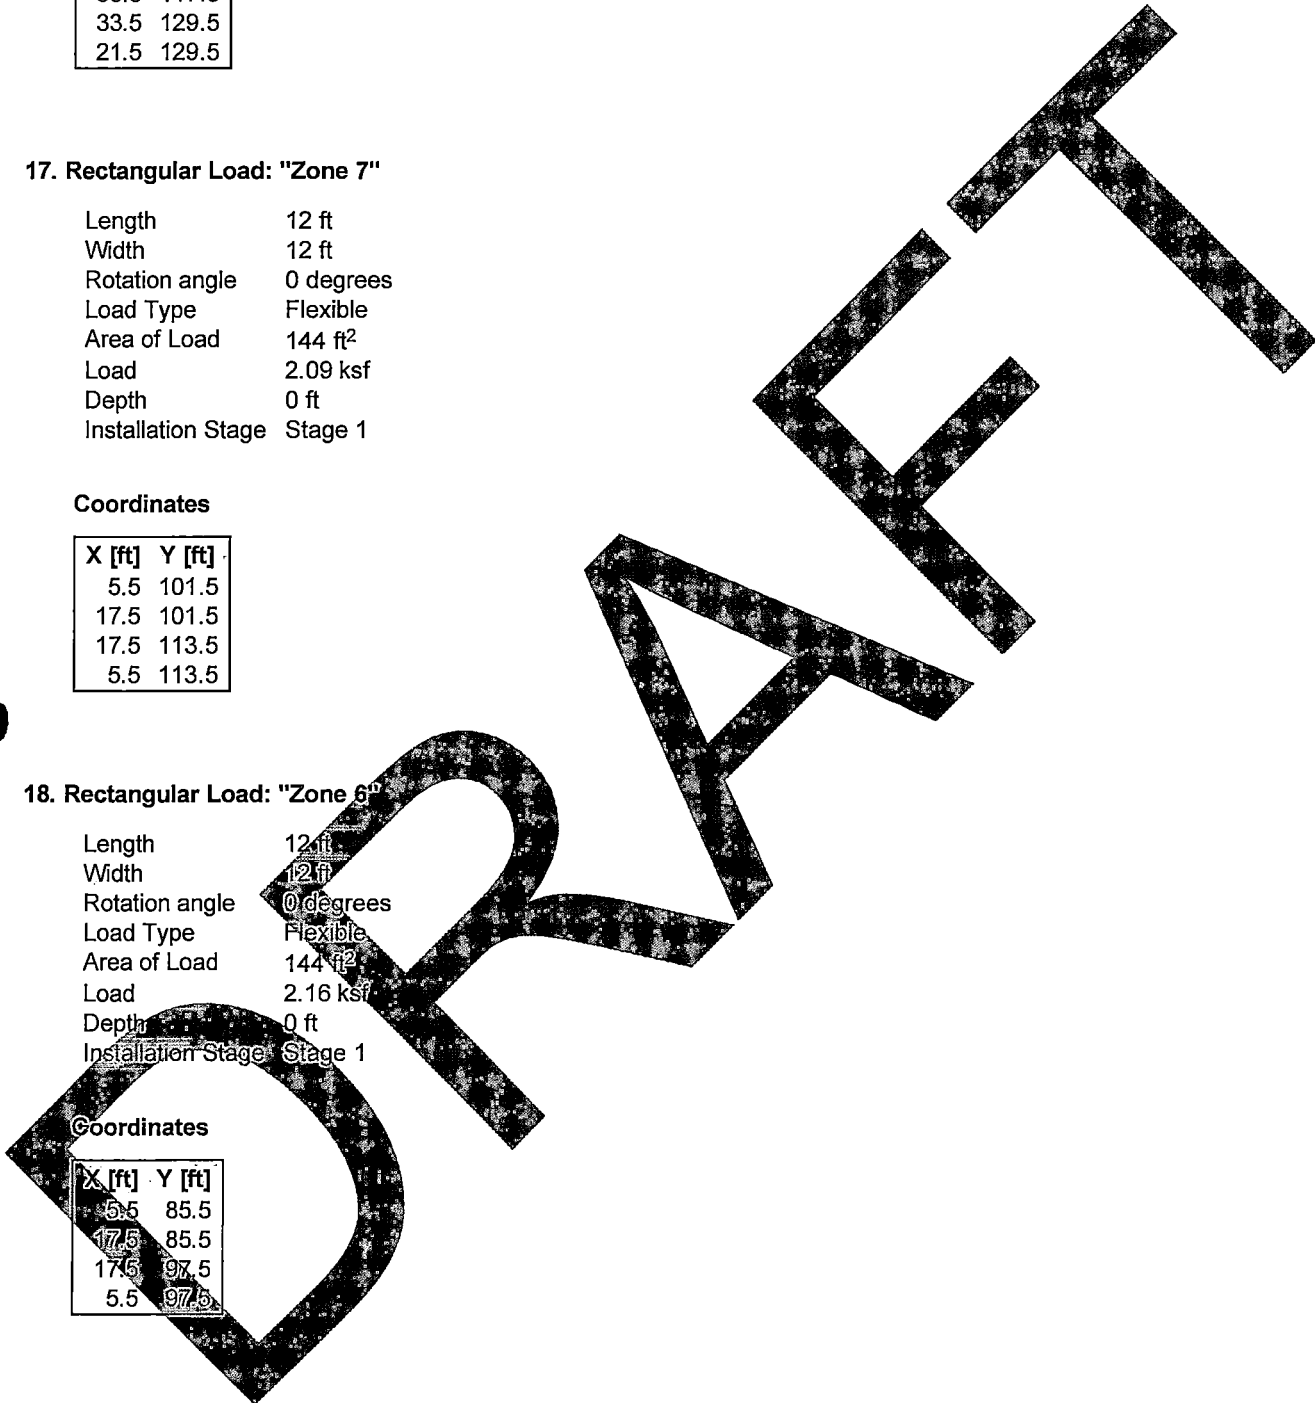 33.5 129.5
21.5 129.5
17. Rectangular Load: "Zone 7"
Length 12 ft
Width 12 ft
Rotation angle 0 degrees
Load Type Flexible
Area of Load 144 ft²
Load 2.09 ksf
Depth 0 ft
Installation Stage Stage 1
Coordinates
X [ft] Y [ft]
5.5 101.5
17.5 101.5
17.5 113.5
5.5 113.5
18. Rectangular Load: "Zone 6"
Length 12 ft
Width 12 ft
Rotation angle 0 degrees
Load Type Flexible
Area of Load 144 ft²
Load 2.16 ksf
Depth 0 ft
Installation Stage Stage 1
Coordinates
X [ft] Y [ft]
5.5 85.5
17.5 85.5
17.5 97.5
5.5 97.5
DRAFT